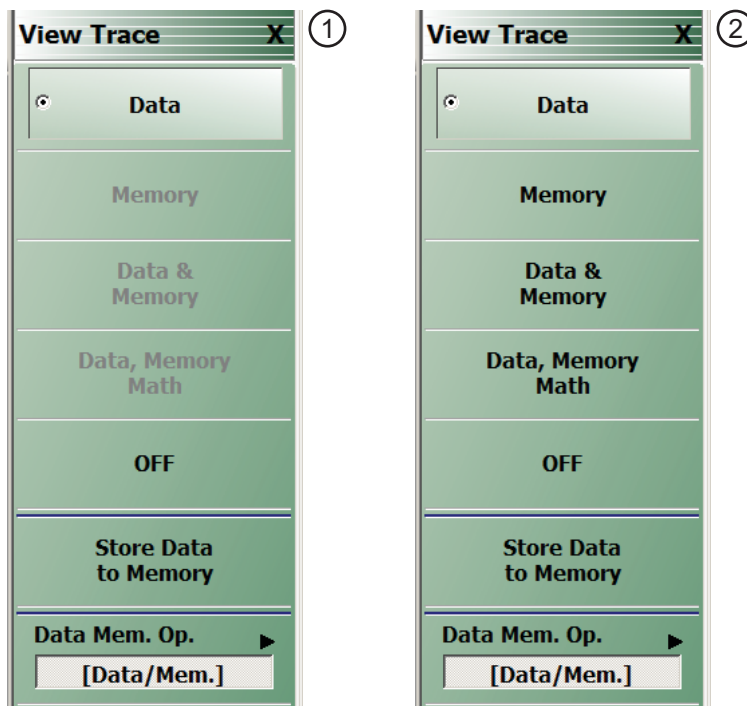 View Trace X
1
Data
Memory
Data &
Memory
Data, Memory
Math
OFF
Store Data
to Memory
Data Mem. Op.
[Data/Mem.]
View Trace X
2
Data
Memory
Data &
Memory
Data, Memory
Math
OFF
Store Data
to Memory
Data Mem. Op.
[Data/Mem.]